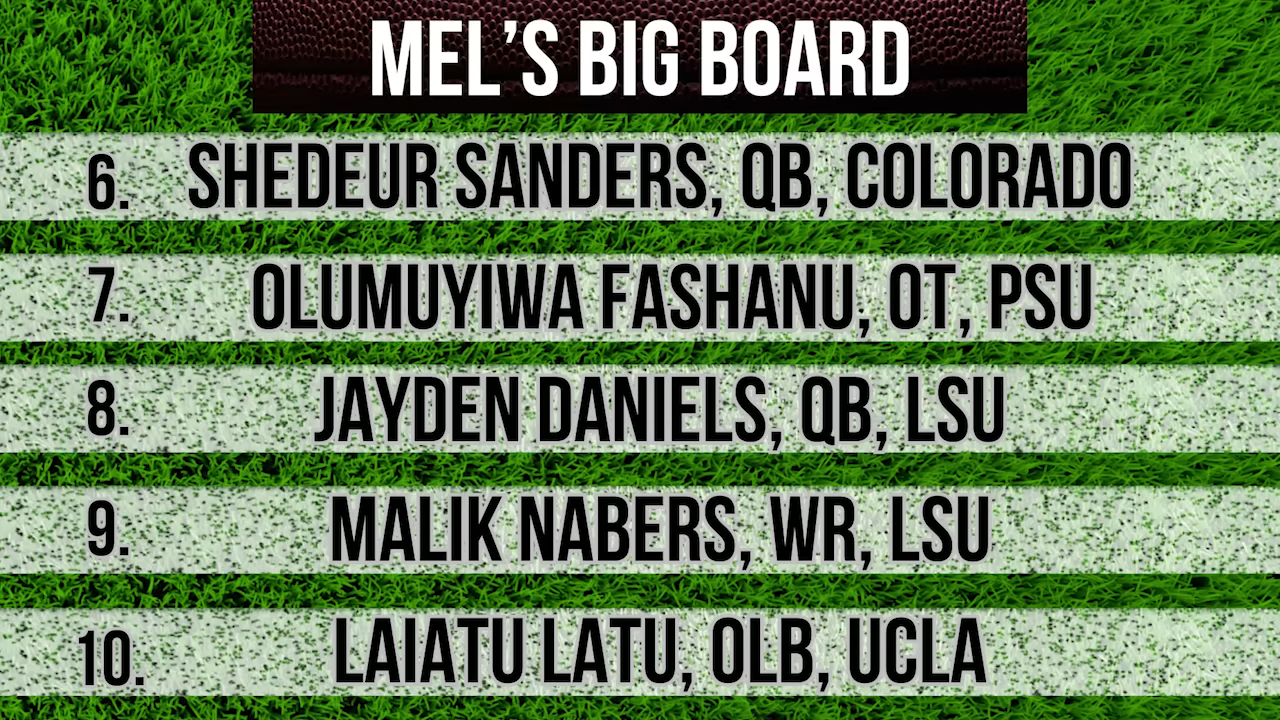 MEL'S BIG BOARD
6. SHEDEUR SANDERS, QB, COLORADO
7. OLUMUYIWA FASHANU, OT, PSU
8. JAYDEN DANIELS, QB, LSU
9. MALIK NABERS, WR, LSU
10. LAIATU LATU, OLB, UCLA